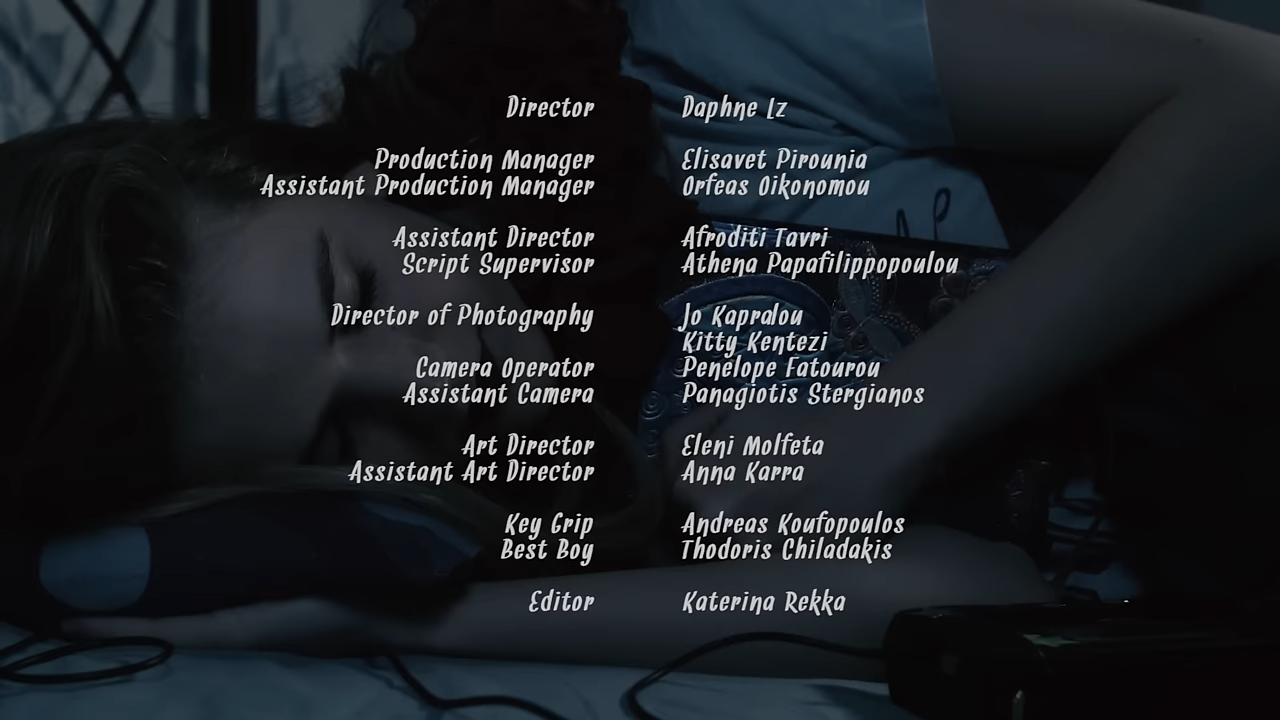 Director Daphne Lz
Production Manager Elisavet Pirounia
Assistant Production Manager Orfeas Oikonomou
Assistant Director Afroditi Tavri
Script Supervisor Athena Papafilippopoulou
Director of Photography Jo Kapralou
Kitty Kentezi
Camera Operator Penelope Fatourou
Assistant Camera Panagiotis Stergianos
Art Director Eleni Molfeta
Assistant Art Director Anna Karra
Key Grip Andreas Koufopoulos
Best Boy Thodoris Chiladakis
Editor Katerina Rekka